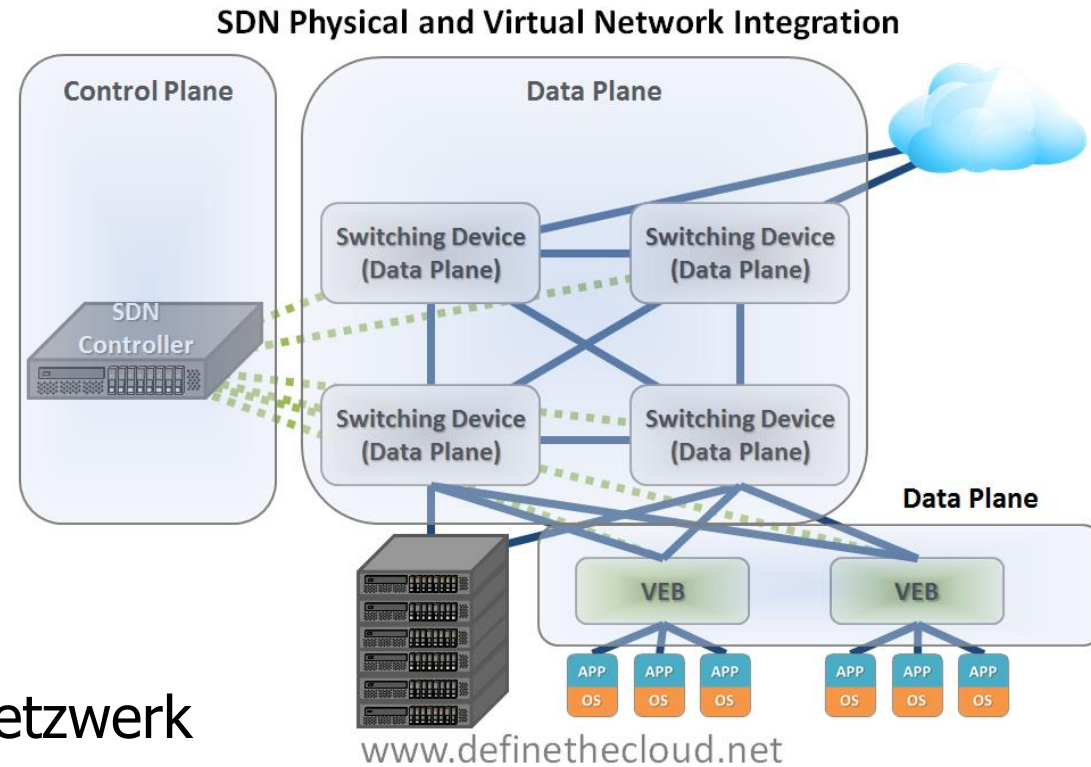 SDN Physical and Virtual Network Integration
Control Plane
Data Plane
Switching Device
(Data Plane)
Switching Device
(Data Plane)
SDN
Controller
Switching Device
(Data Plane)
Switching Device
(Data Plane)
Data Plane
VEB
VEB
APP
APP
APP
APP
APP
APP
OS
OS
OS
OS
OS
OS
etzwerk
www.definethecloud.net